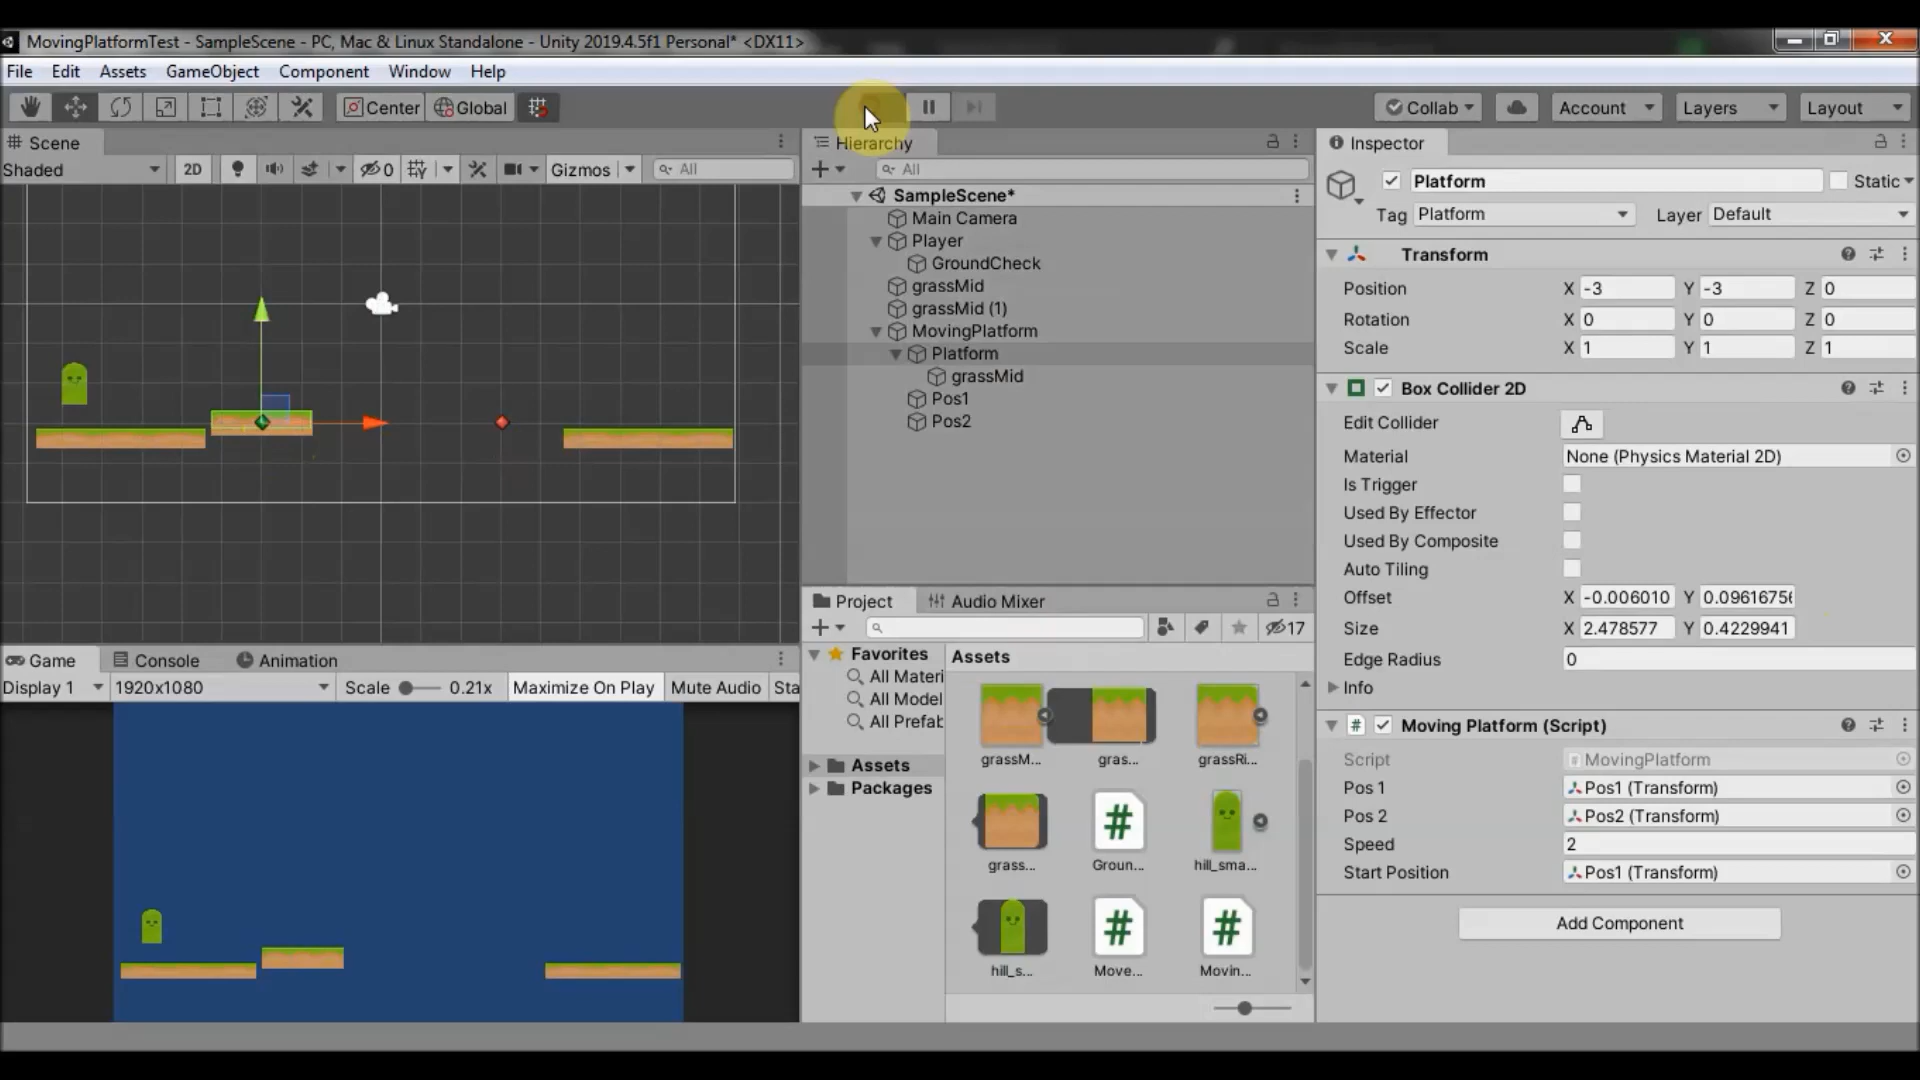 MovingPlatformTest - SampleScene - PC, Mac & Linux Standalone - Unity 2019.4.5f1 Personal* <DX11>
File Edit Assets GameObject Component Window Help
Center Global Collab Account Layers Layout
Scene
Shaded 2D 0 Gizmos All
Hierarchy
All
SampleScene*
Main Camera
Player
GroundCheck
grassMid
grassMid (1)
MovingPlatform
Platform
grassMid
Pos1
Pos2
Inspector
Platform Static
Tag Platform Layer Default
Transform
Position X -3 Y -3 Z 0
Rotation X 0 Y 0 Z 0
Scale X 1 Y 1 Z 1
Box Collider 2D
Edit Collider
Material None (Physics Material 2D)
Is Trigger
Used By Effector
Used By Composite
Auto Tiling
Offset X -0.006010 Y 0.0961675
Size X 2.478577 Y 0.4229941
Edge Radius 0
Info
Moving Platform (Script)
Script MovingPlatform
Pos 1 Pos1 (Transform)
Pos 2 Pos2 (Transform)
Speed 2
Start Position Pos1 (Transform)
Add Component
Game Console Animation
Display 1 1920x1080 Scale 0.21x Maximize On Play Mute Audio Sta
Project Audio Mixer
17
Favorites
All Materi
All Model
All Prefab
Assets
Packages
Assets
grassM... gras... grassRi...
grass... Groun... hill_sma...
hill_s... Move... Movin...